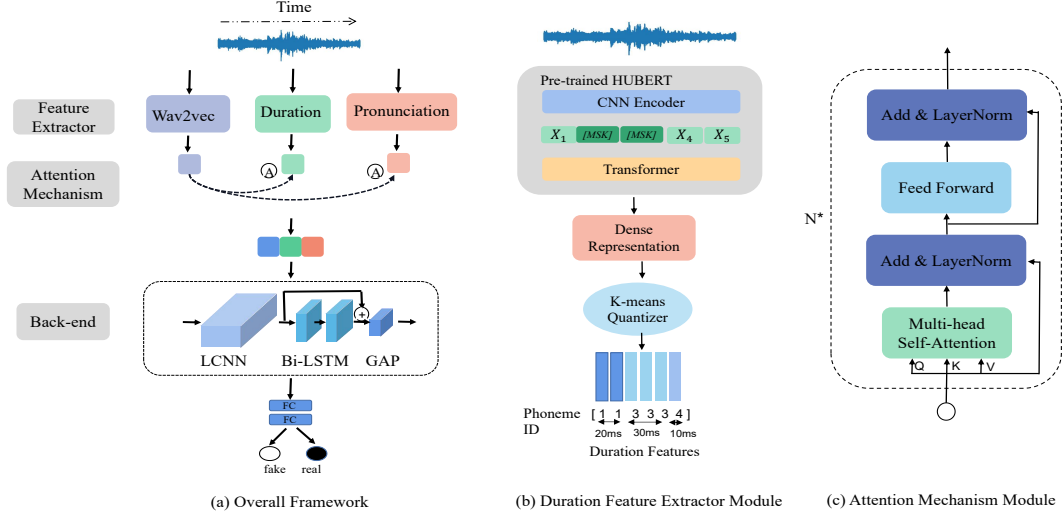 Time
Feature
Extractor
Wav2vec
Duration
Pronunciation
Attention
Mechanism
A
A
Back-end
+
LCNN
Bi-LSTM
GAP
FC
FC
fake
real
(a) Overall Framework
Pre-trained HUBERT
CNN Encoder
X1 [MSK] [MSK] X4 X5
Transformer
Dense
Representation
K-means
Quantizer
Phoneme
ID
[ 1 1 3 3 3 4 ]
20ms 30ms 10ms
Duration Features
(b) Duration Feature Extractor Module
Add & LayerNorm
Feed Forward
N*
Add & LayerNorm
Multi-head
Self-Attention
Q K V
(c) Attention Mechanism Module